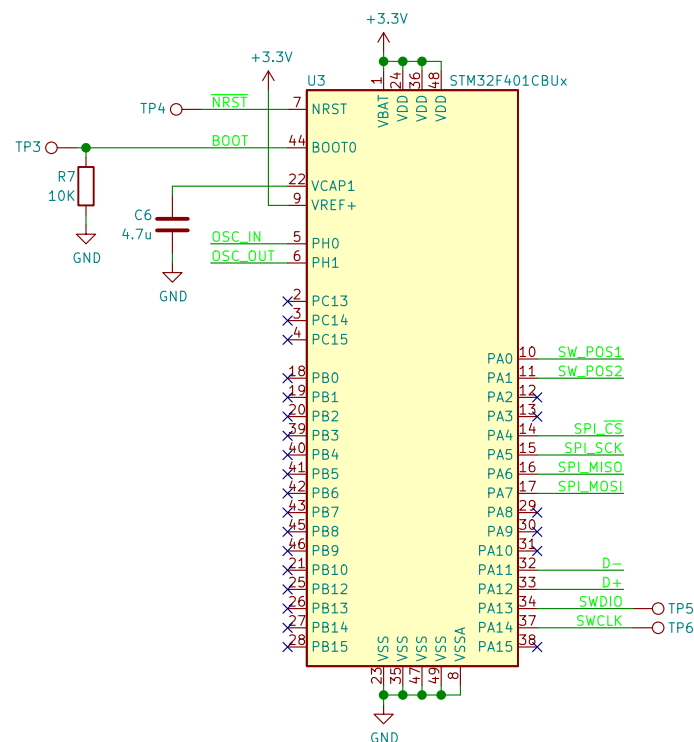 +3.3V
+3.3V
U3
STM32F401CBUx
1 24 36 48
VBAT VDD VDD VDD
TP4 NRST 7 NRST
TP3 BOOT 44 BOOT0
R7
10K
GND
22 VCAP1
9 VREF+
C6
4.7u
GND
OSC_IN 5 PH0
OSC_OUT 6 PH1
2 PC13
3 PC14
4 PC15
18 PB0
19 PB1
20 PB2
39 PB3
40 PB4
41 PB5
42 PB6
43 PB7
45 PB8
46 PB9
21 PB10
25 PB12
26 PB13
27 PB14
28 PB15
PA0 10 SW_POS1
PA1 11 SW_POS2
PA2 12
PA3 13
PA4 14 SPI_CS
PA5 15 SPI_SCK
PA6 16 SPI_MISO
PA7 17 SPI_MOSI
PA8 29
PA9 30
PA10 31
PA11 32 D-
PA12 33 D+
PA13 34 SWDIO TP5
PA14 37 SWCLK TP6
PA15 38
VSS VSS VSS VSS VSSA
23 35 47 49 8
GND